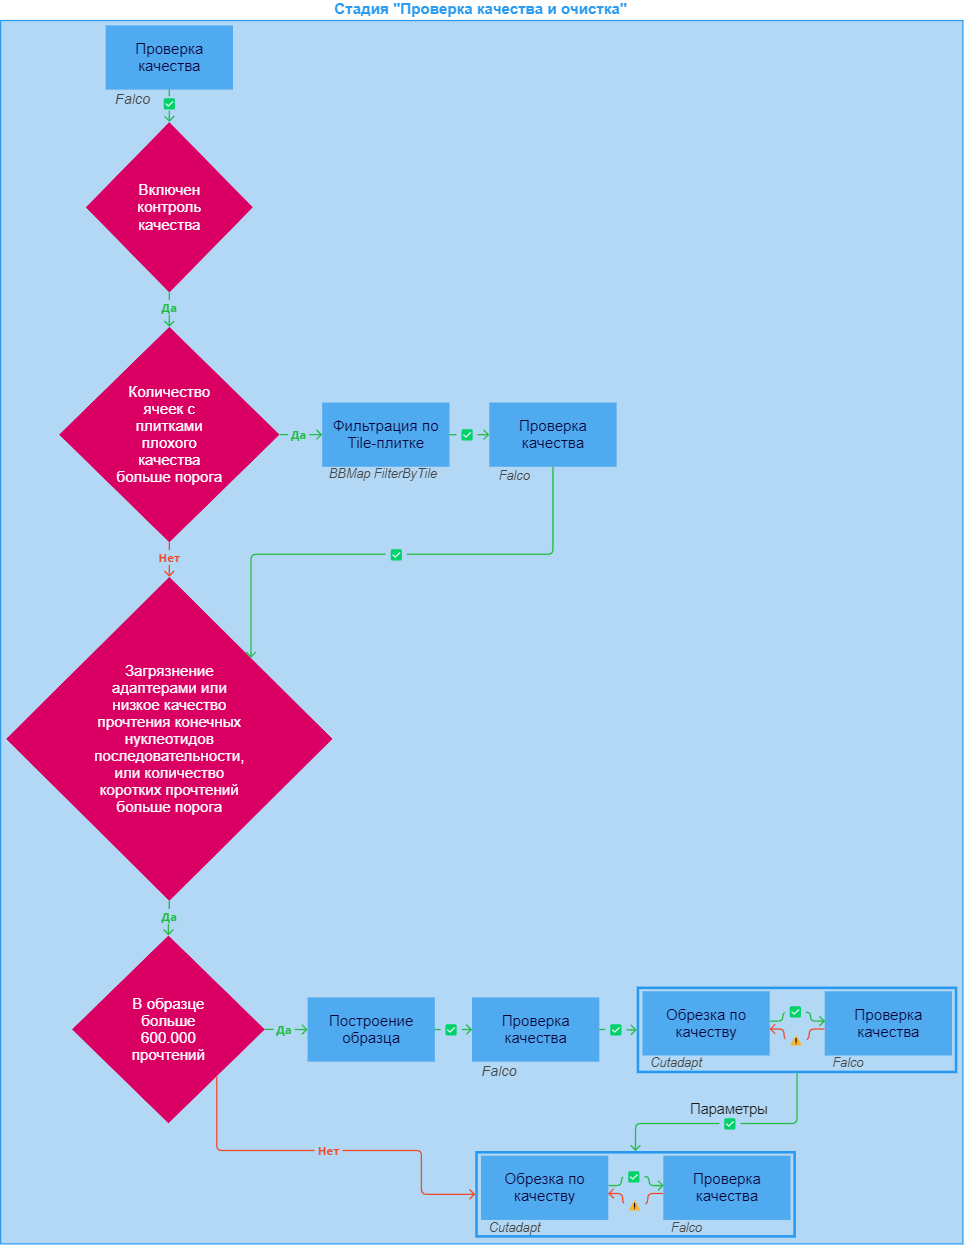 Стадия "Проверка качества и очистка"
Проверка
качества
Falco
Включен
контроль
качества
Да
Количество
ячеек с
плитками
плохого
качества
больше порога
Да
Фильтрация по
Tile-плитке
BBMap FilterByTile
Проверка
качества
Falco
Нет
Загрязнение
адаптерами или
низкое качество
прочтения конечных
нуклеотидов
последовательности,
или количество
коротких прочтений
больше порога
Да
В образце
больше
600.000
прочтений
Да
Построение
образца
Проверка
качества
Falco
Обрезка по
качеству
Cutadapt
Проверка
качества
Falco
Параметры
Нет
Обрезка по
качеству
Cutadapt
Проверка
качества
Falco